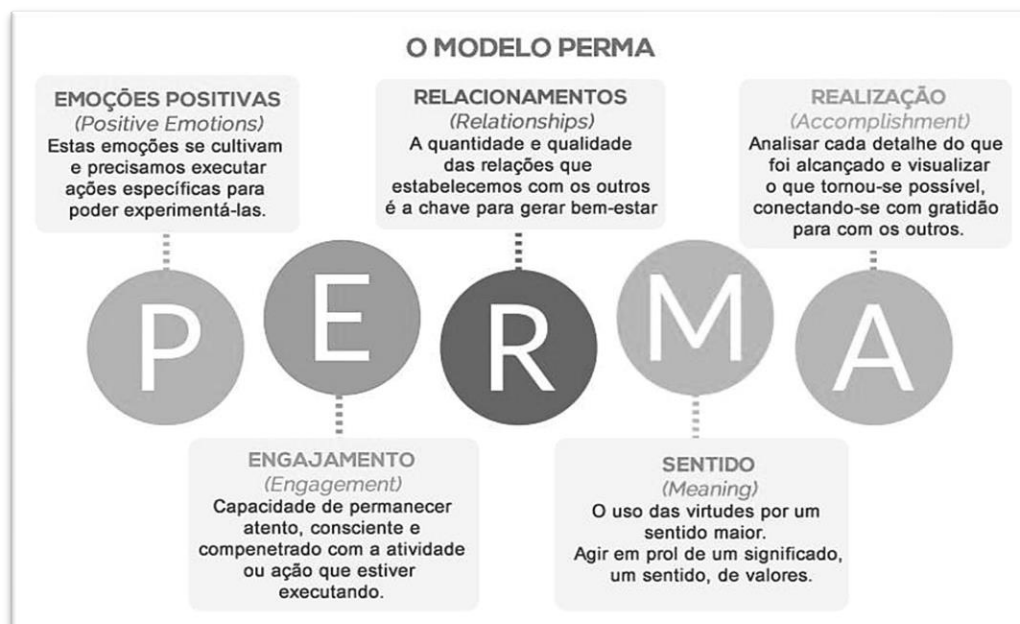 O MODELO PERMA
EMOÇÕES POSITIVAS
(Positive Emotions)
Estas emoções se cultivam
e precisamos executar
ações específicas para
poder experimentá-las.
RELACIONAMENTOS
(Relationships)
A quantidade e qualidade
das relações que
estabelecemos com os outros
é a chave para gerar bem-estar
REALIZAÇÃO
(Accomplishment)
Analisar cada detalhe do que
foi alcançado e visualizar
o que tornou-se possível,
conectando-se com gratidão
para com os outros.
P E R M A
ENGAJAMENTO
(Engagement)
Capacidade de permanecer
atento, consciente e
compenetrado com a atividade
ou ação que estiver
executando.
SENTIDO
(Meaning)
O uso das virtudes por um
sentido maior.
Agir em prol de um significado,
um sentido, de valores.